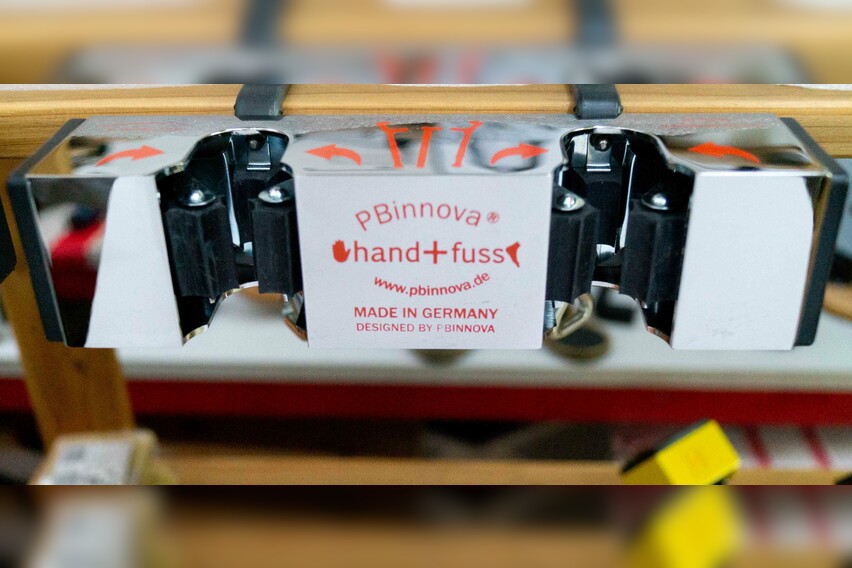 PBinnova®
hand+fuss
www.pbinnova.de
MADE IN GERMANY
DESIGNED BY PBINNOVA